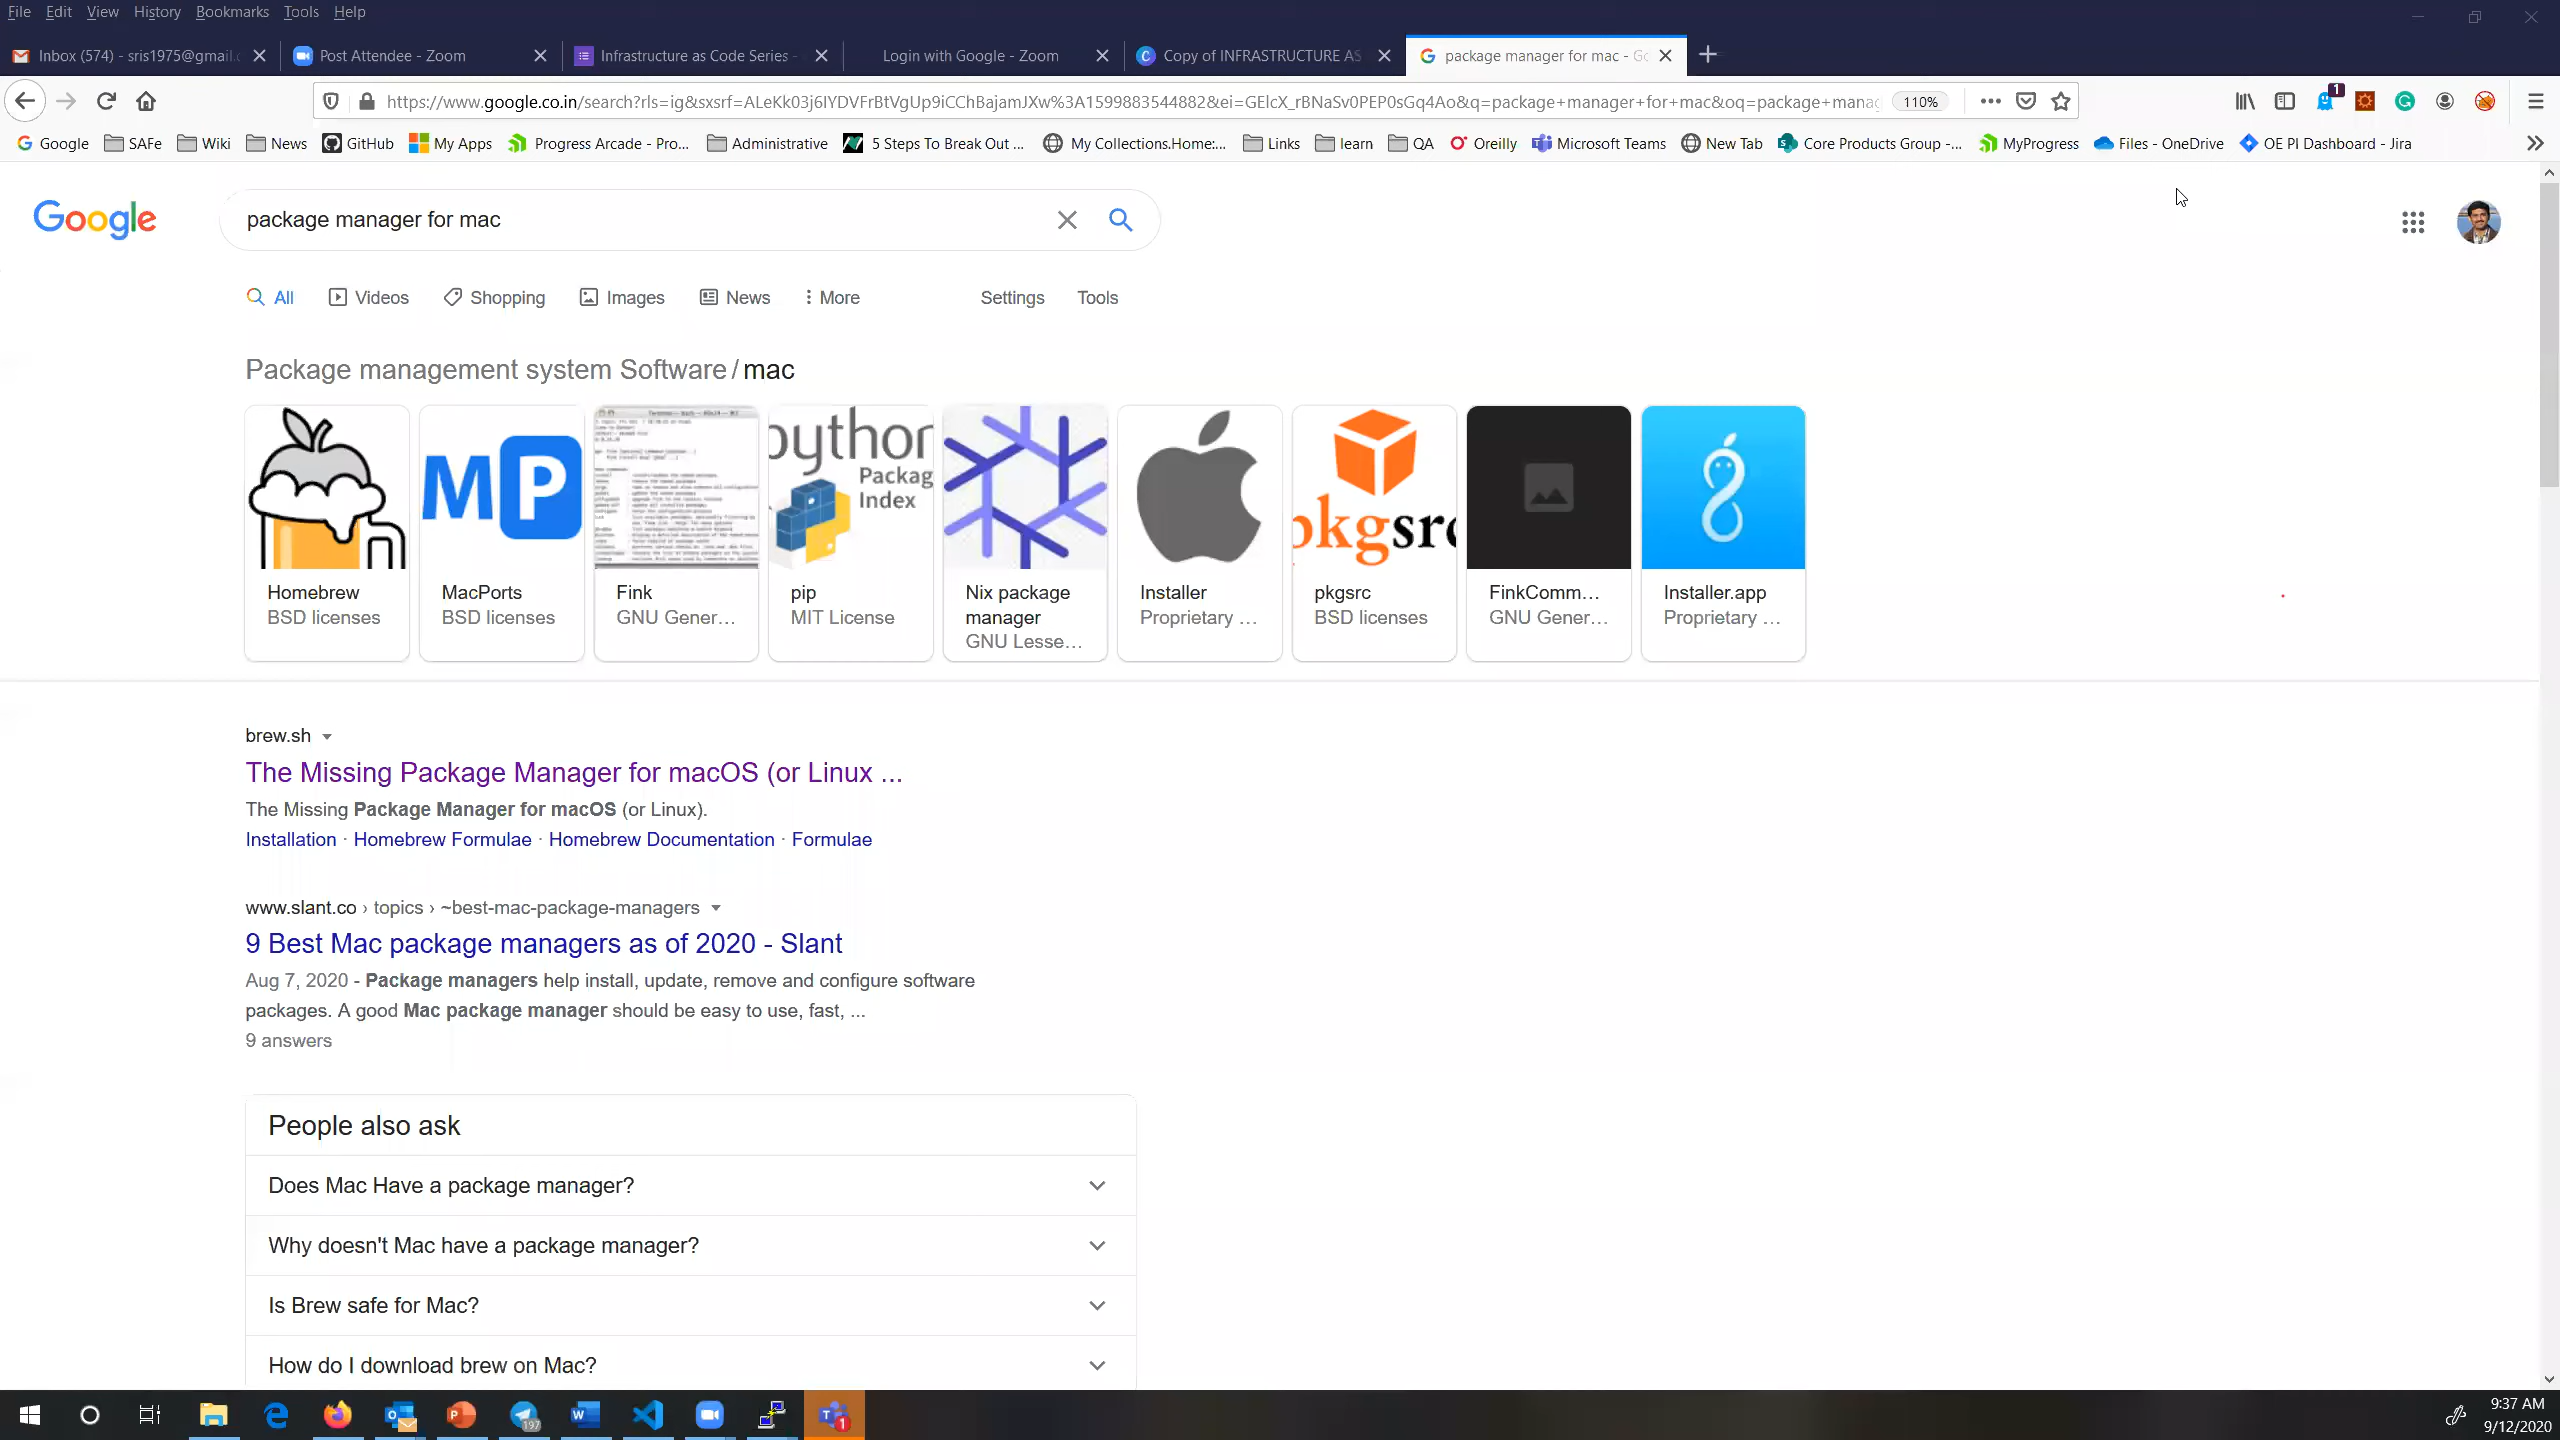 File Edit View History Bookmarks Tools Help
Inbox (574) - sris1975@gmail.c
Post Attendee - Zoom
Infrastructure as Code Series -
Login with Google - Zoom
Copy of INFRASTRUCTURE AS
package manager for mac - Go
https://www.google.co.in/search?rls=ig&sxsrf=ALeKk03j6IYDVFrBtVgUp9iCChBajamJXw%3A1599883544882&ei=GElcX_rBNaSv0PEP0sGq4Ao&q=package+manager+for+mac&oq=package+mana
110%
1
Google SAFe Wiki News GitHub My Apps Progress Arcade - Pro... Administrative 5 Steps To Break Out ... My Collections.Home:... Links learn QA Oreilly Microsoft Teams New Tab Core Products Group -... MyProgress Files - OneDrive OE PI Dashboard - Jira
Google
package manager for mac
All Videos Shopping Images News More Settings Tools
Package management system Software / mac
MP
python
Package
Index
pkgsrc
Homebrew
BSD licenses
MacPorts
BSD licenses
Fink
GNU Gener...
pip
MIT License
Nix package
manager
GNU Lesse...
Installer
Proprietary ...
pkgsrc
BSD licenses
FinkComm...
GNU Gener...
Installer.app
Proprietary ...
brew.sh
The Missing Package Manager for macOS (or Linux ...
The Missing Package Manager for macOS (or Linux).
Installation · Homebrew Formulae · Homebrew Documentation · Formulae
www.slant.co › topics › ~best-mac-package-managers
9 Best Mac package managers as of 2020 - Slant
Aug 7, 2020 - Package managers help install, update, remove and configure software
packages. A good Mac package manager should be easy to use, fast, ...
9 answers
People also ask
Does Mac Have a package manager?
Why doesn't Mac have a package manager?
Is Brew safe for Mac?
How do I download brew on Mac?
197
1
9:37 AM
9/12/2020